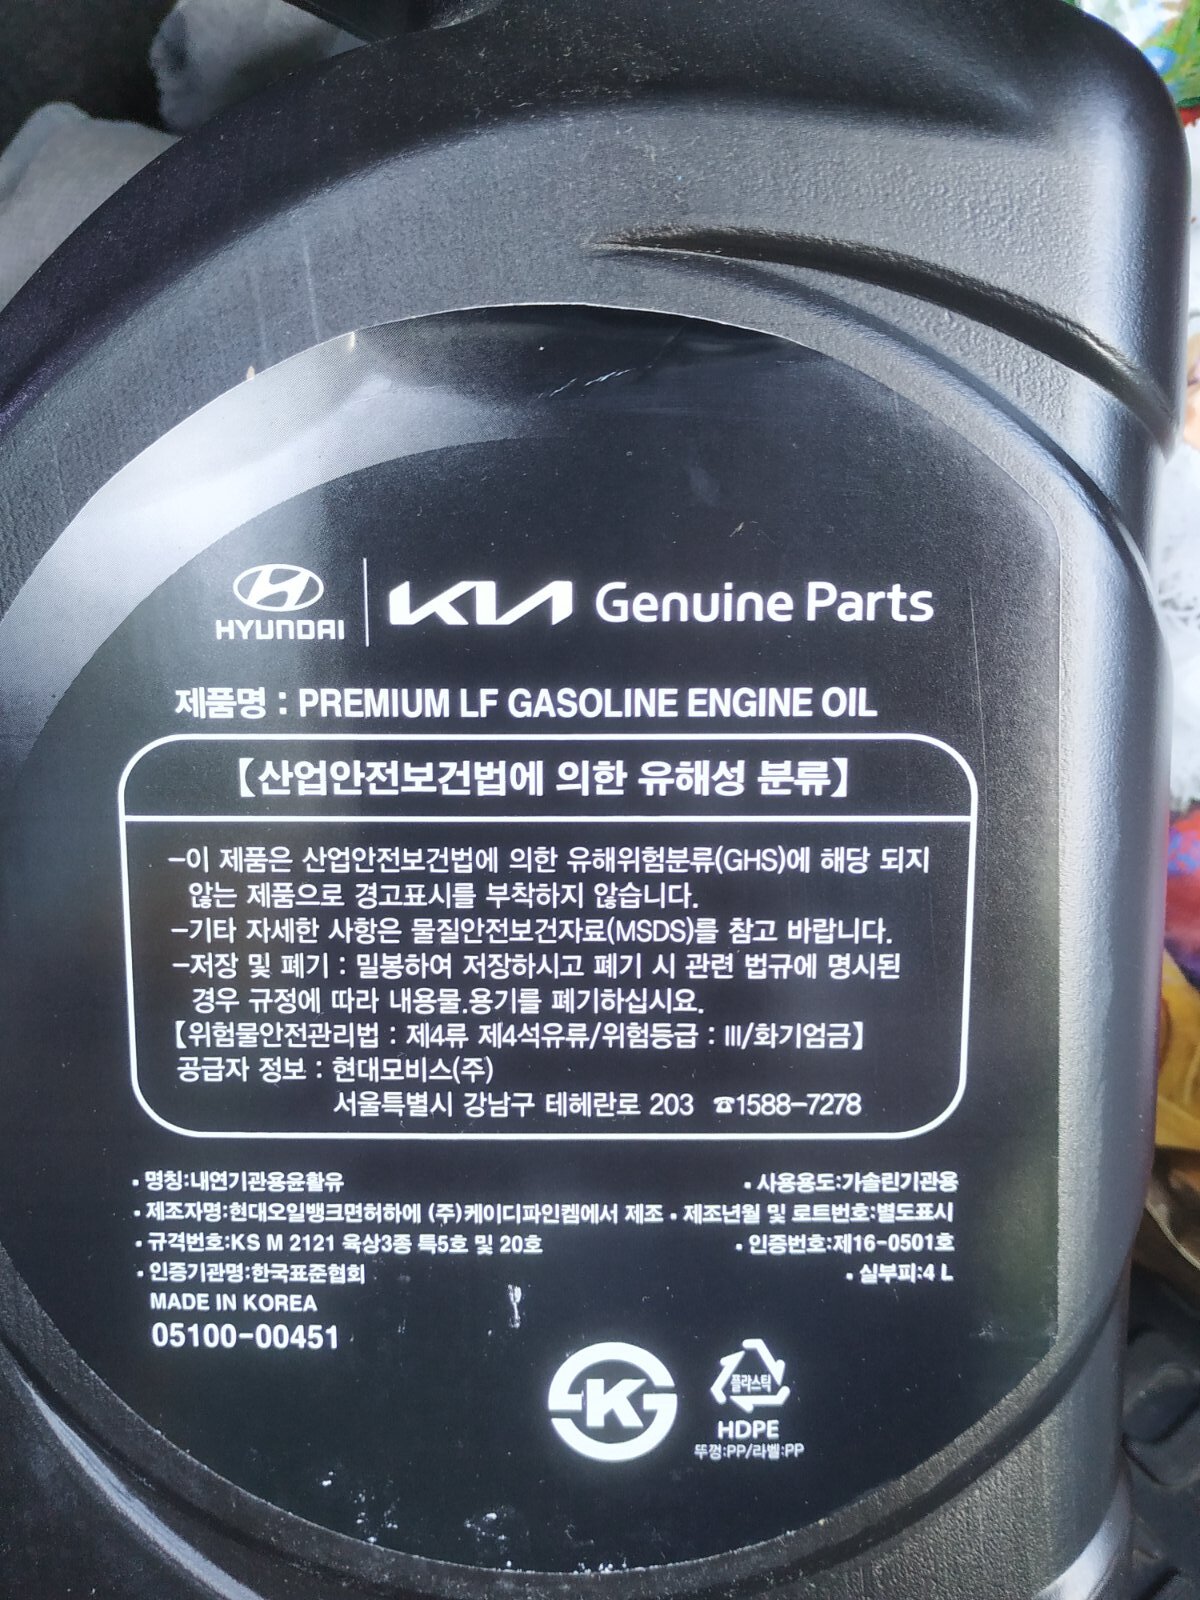 HYUNDAI KIA Genuine Parts
제품명 : PREMIUM LF GASOLINE ENGINE OIL
【산업안전보건법에 의한 유해성 분류】
-이 제품은 산업안전보건법에 의한 유해위험분류(GHS)에 해당 되지
않는 제품으로 경고표시를 부착하지 않습니다.
-기타 자세한 사항은 물질안전보건자료(MSDS)를 참고 바랍니다.
-저장 및 폐기 : 밀봉하여 저장하시고 폐기 시 관련 법규에 명시된
경우 규정에 따라 내용물.용기를 폐기하십시요.
【위험물안전관리법 : 제4류 제4석유류/위험등급 : III/화기엄금】
공급자 정보 : 현대모비스(주)
서울특별시 강남구 테헤란로 203 ☎1588-7278
• 명칭:내연기관용윤활유 • 사용용도:가솔린기관용
• 제조자명:현대오일뱅크면허하에 (주)케이디파인켐에서 제조 • 제조년월 및 로트번호:별도표시
• 규격번호:KS M 2121 육상3종 특5호 및 20호 • 인증번호:제16-0501호
• 인증기관명:한국표준협회 • 실부피:4 L
MADE IN KOREA
05100-00451
K
플라스틱
HDPE
뚜껑:PP/라벨:PP